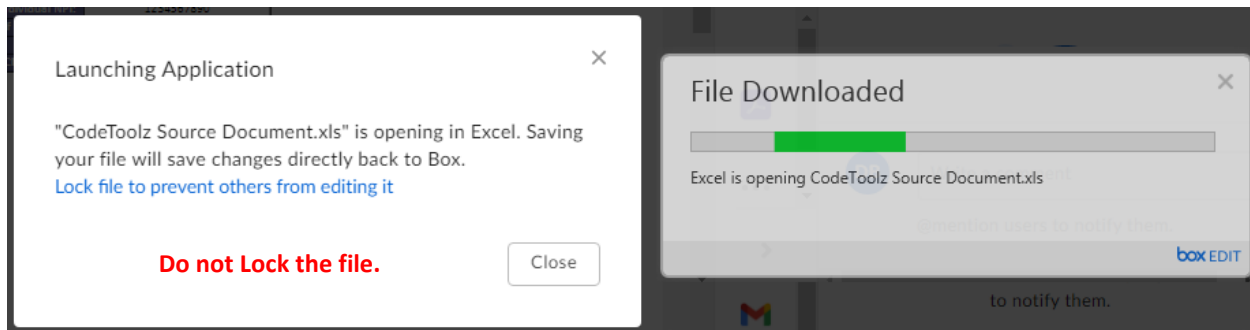 1234567890
Launching Application
"CodeToolz Source Document.xls" is opening in Excel. Saving
your file will save changes directly back to Box.
Lock file to prevent others from editing it
Do not Lock the file.
Close
File Downloaded
Excel is opening CodeToolz Source Document.xls
@mention users to notify them.
box EDIT
to notify them.